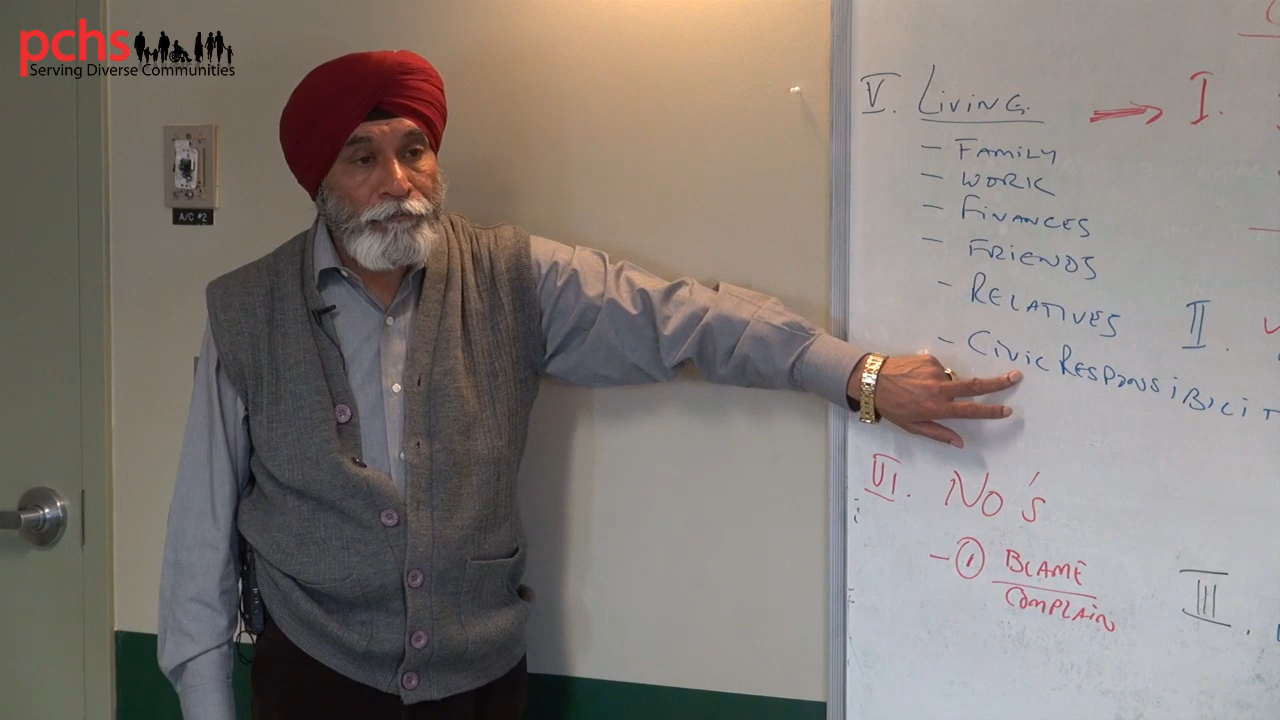 pchs
Serving Diverse Communities
A/C #2
V. LIVING
I.
- FAMILY
- WORK
- FINANCES
- FRIENDS
- RELATIVES
II.
- CIVIC RESPONSIBILIT
VI. NO'S
- 1 BLAME
COMPLAIN
III.